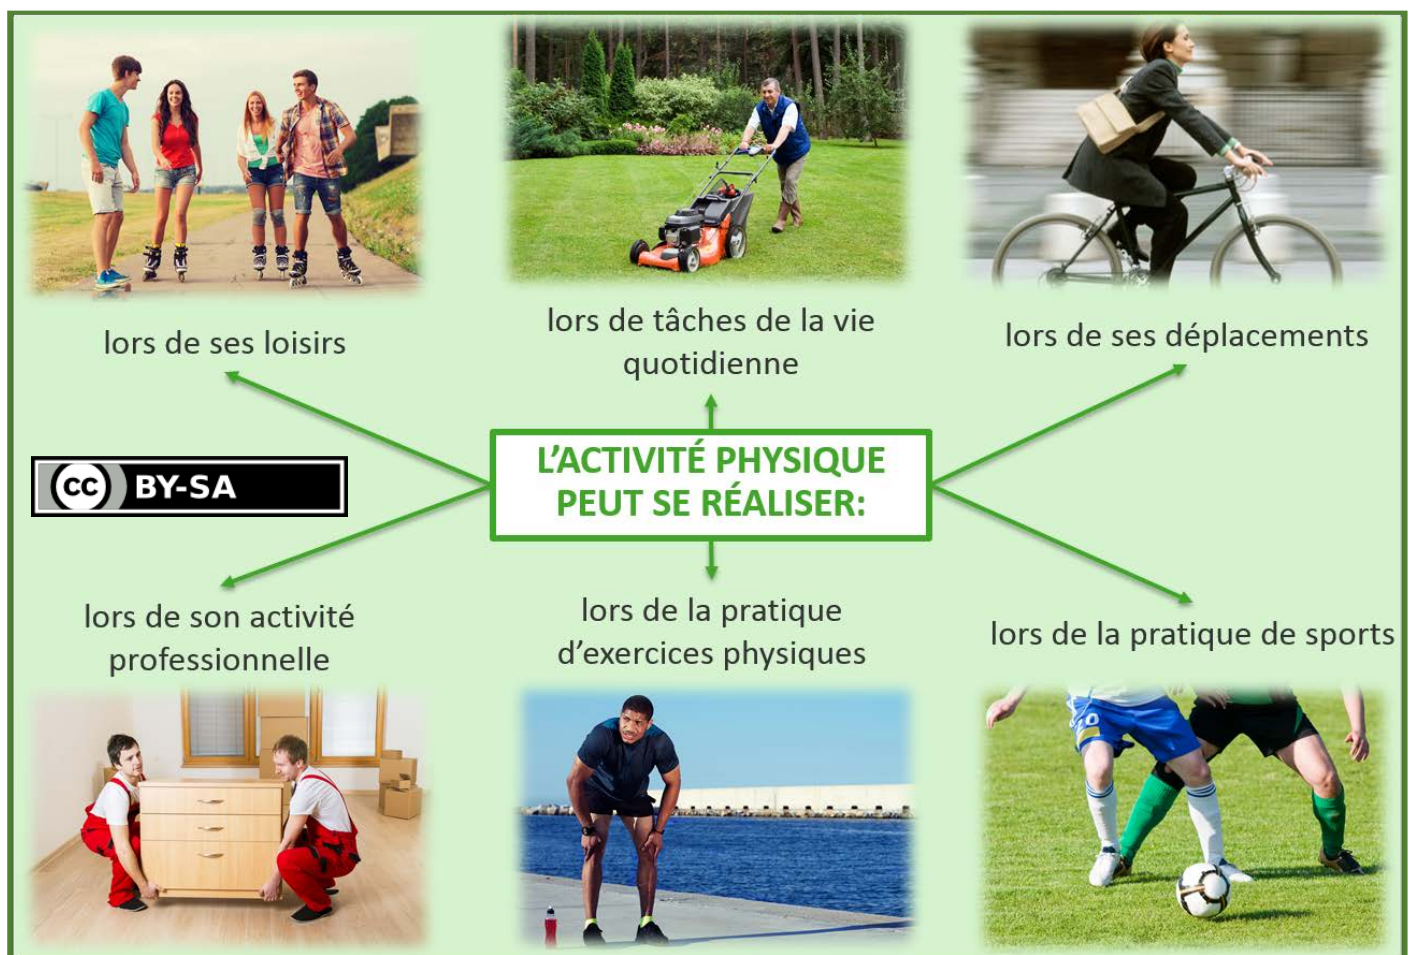 lors de ses loisirs
lors de tâches de la vie
quotidienne
lors de ses déplacements
L'ACTIVITÉ PHYSIQUE
PEUT SE RÉALISER:
cc BY-SA
lors de son activité
professionnelle
lors de la pratique
d'exercices physiques
lors de la pratique de sports